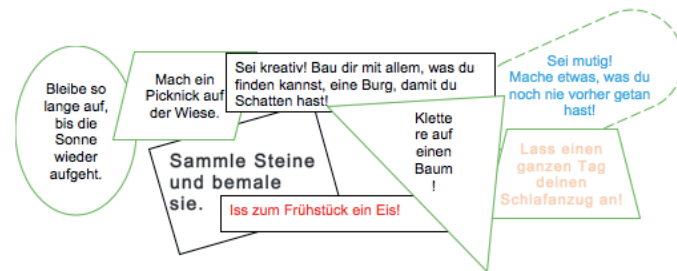 Bleibe so
lange auf,
bis die
Sonne
wieder
aufgeht.
Mach ein
Picknick auf
der Wiese.
Sei kreativ! Bau dir mit allem, was du
finden kannst, eine Burg, damit du
Schatten hast!
Sei mutig!
Mache etwas, was du
noch nie vorher getan
hast!
Sammle Steine
und bemale
sie.
Klette
re auf
einen
Baum
!
Lass einen
ganzen Tag
deinen
Schlafanzug an!
Iss zum Frühstück ein Eis!